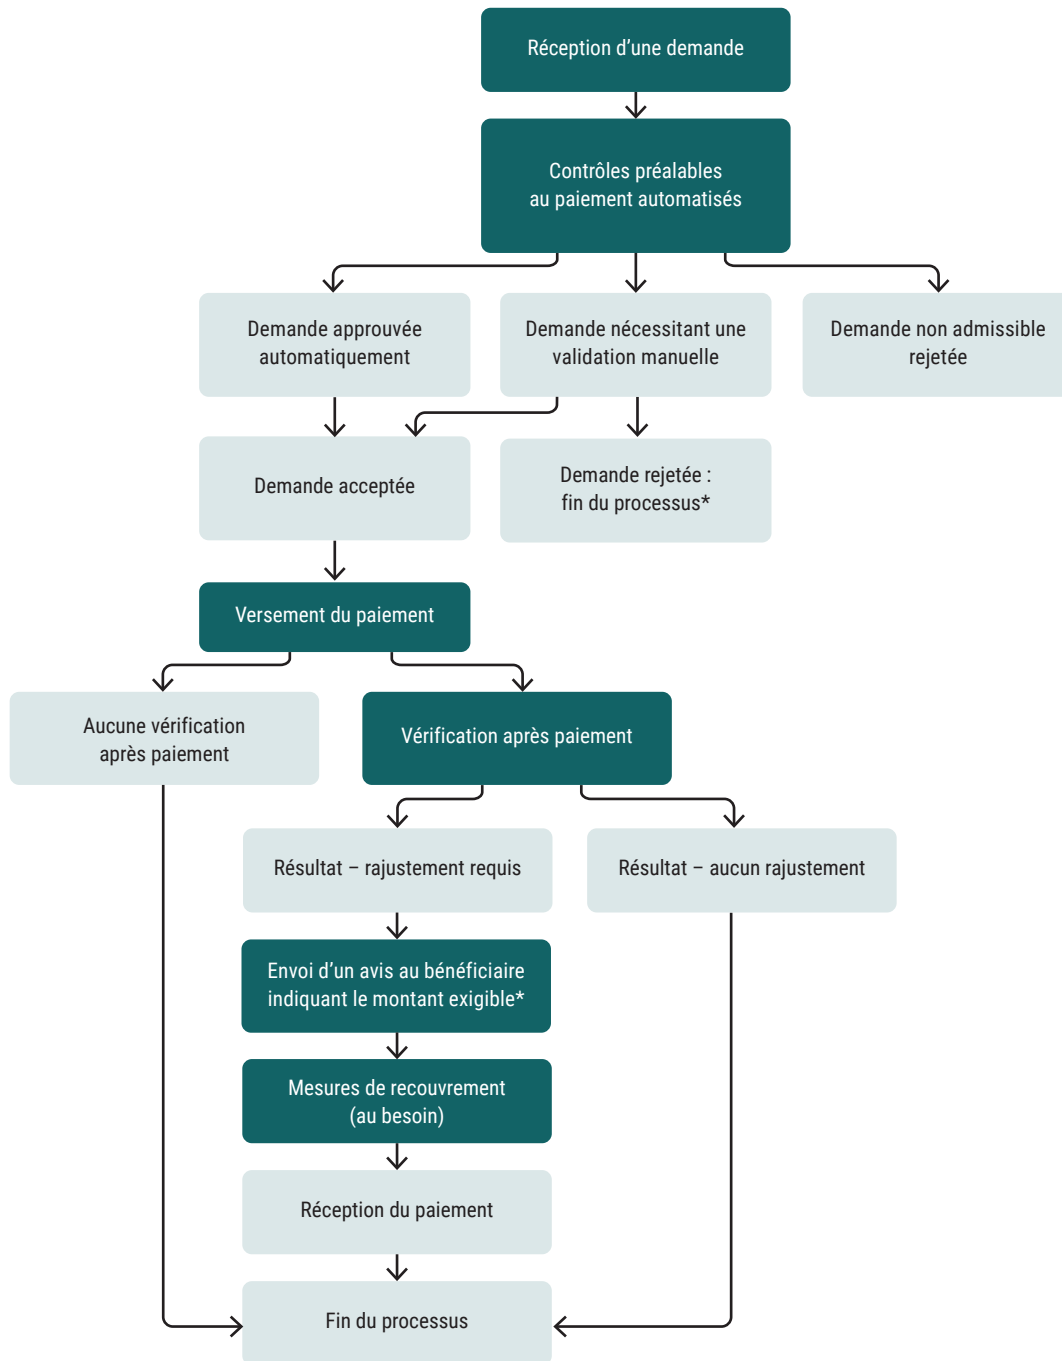 Réception d’une demande
Contrôles préalables
au paiement automatisés
Demande approuvée
automatiquement
Demande nécessitant une
validation manuelle
Demande non admissible
rejetée
Demande acceptée
Demande rejetée :
fin du processus*
Versement du paiement
Aucune vérification
après paiement
Vérification après paiement
Résultat – rajustement requis
Résultat – aucun rajustement
Envoi d’un avis au bénéficiaire
indiquant le montant exigible*
Mesures de recouvrement
(au besoin)
Réception du paiement
Fin du processus